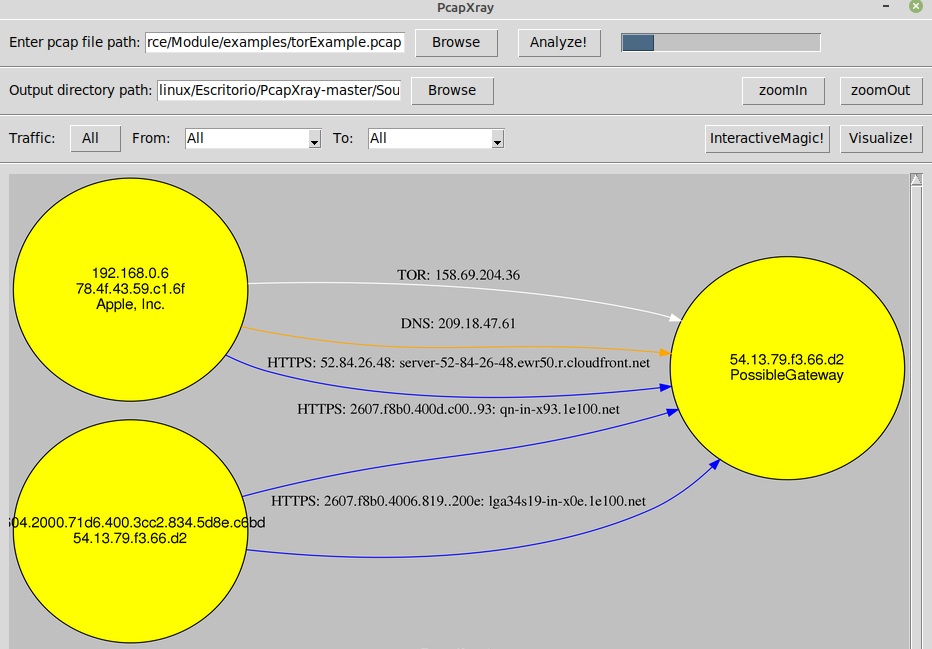 PcapXray
Enter pcap file path: rce/Module/examples/torExample.pcap Browse Analyze!
Output directory path: linux/Escritorio/PcapXray-master/Sou Browse zoomIn zoomOut
Traffic: All From: All To: All InteractiveMagic! Visualize!
192.168.0.6
78.4f.43.59.c1.6f
Apple, Inc.
TOR: 158.69.204.36
DNS: 209.18.47.61
HTTPS: 52.84.26.48: server-52-84-26-48.ewr50.r.cloudfront.net
54.13.79.f3.66.d2
PossibleGateway
HTTPS: 2607.f8b0.400d.c00..93: qn-in-x93.1e100.net
HTTPS: 2607.f8b0.4006.819..200e: lga34s19-in-x0e.1e100.net
604.2000.71d6.400.3cc2.834.5d8e.c6bd
54.13.79.f3.66.d2